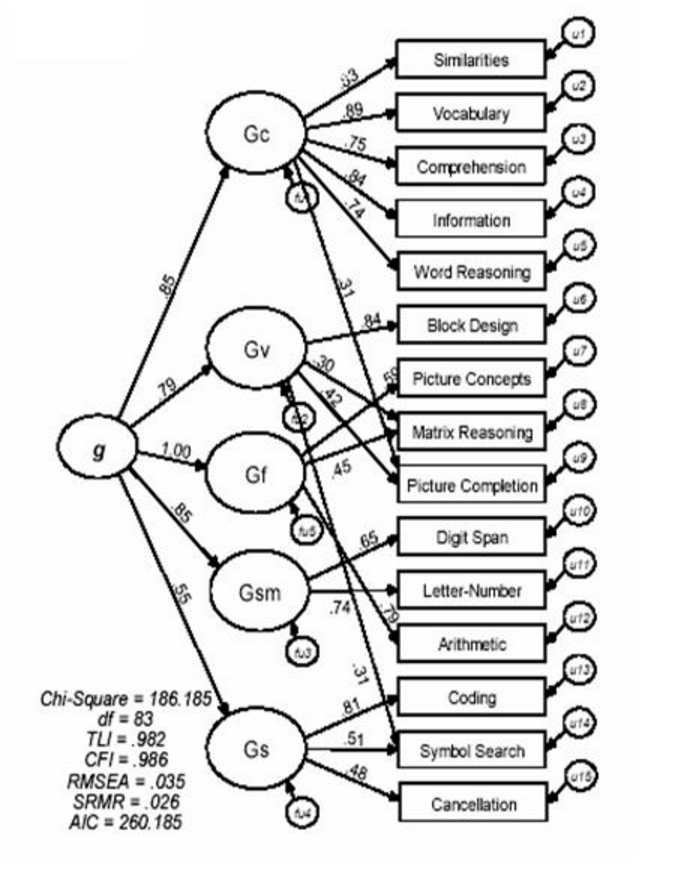 Similarities
u1
.83
Vocabulary
u2
.89
Gc
Comprehension
u3
.75
Information
u4
.84
.74
Word Reasoning
u5
.85
.31
Block Design
u6
.84
Gv
Picture Concepts
u7
.59
.30
.42
.79
Matrix Reasoning
u8
g
1.00
Gf
.45
Picture Completion
u9
fu5
.85
Digit Span
u10
.65
Gsm
Letter-Number
u11
.74
.55
.79
Arithmetic
u12
fu3
.31
Coding
u13
.81
Gs
.51
Symbol Search
u14
.48
Cancellation
u15
fu4
Chi-Square = 186.185
df = 83
TLI = .982
CFI = .986
RMSEA = .035
SRMR = .026
AIC = 260.185